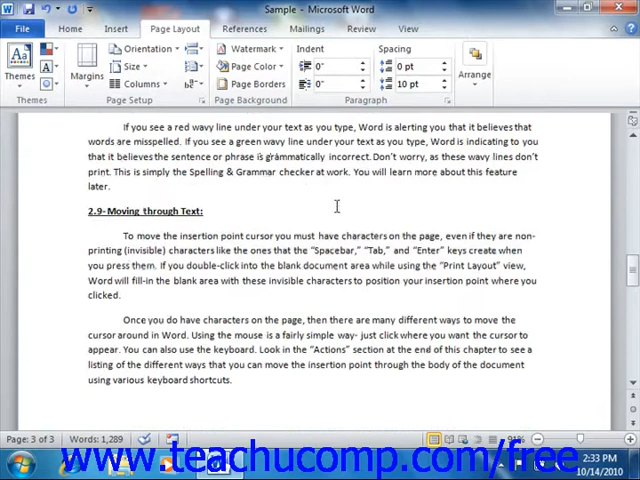 Sample - Microsoft Word
File Home Insert Page Layout References Mailings Review View
Themes
Margins
Orientation
Size
Columns
Watermark
Page Color
Page Borders
Indent
0"
0"
Spacing
0 pt
10 pt
Arrange
Themes Page Setup Page Background Paragraph
If you see a red wavy line under your text as you type, Word is alerting you that it believes that
words are misspelled. If you see a green wavy line under your text, Word is indicating to you
that it believes the sentence or phrase is grammatically incorrect. Don't worry, as these wavy lines don't
print. This is simply the Spelling & Grammar checker at work. You will learn more about this feature
later.
2.9- Moving through Text:
To move the insertion point cursor you must have characters on the page, even if they are non-
printing (invisible) characters like the ones that the "Spacebar," "Tab," and "Enter" keys create when
you press them. If you double-click into the blank document area while using the "Print Layout" view,
Word will fill-in the blank area with these invisible characters to position your insertion point where you
clicked.
Once you do have characters on the page, then there are many different ways to move the
cursor around in Word. Using the mouse is a fairly simple way- just click where you want the cursor to
appear. You can also use the keyboard. Look in the "Actions" section at the end of this chapter to see a
listing of the different ways that you can move the insertion point through the body of the document
using various keyboard shortcuts.
Page: 3 of 3 Words: 1,289 91%
www.teachucomp.com/free
2:33 PM
10/14/2010